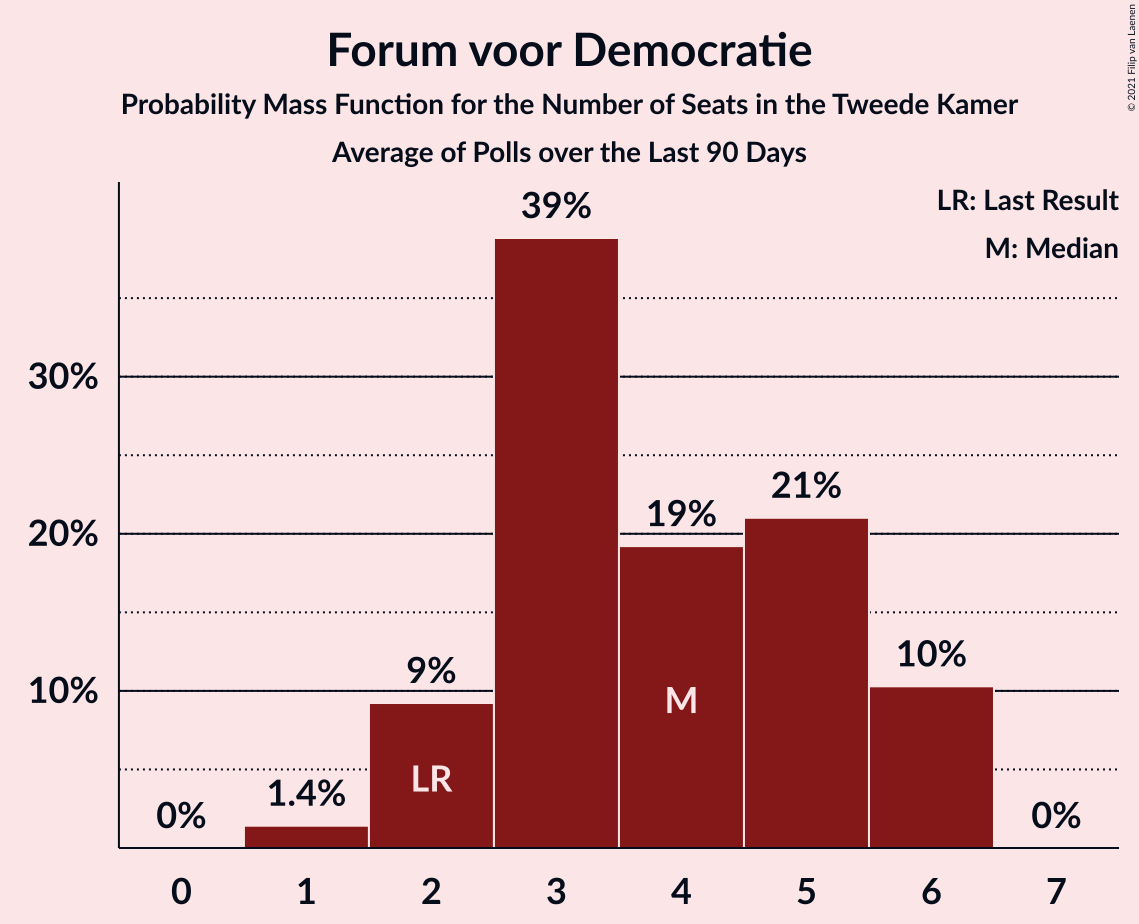 Forum voor Democratie
Probability Mass Function for the Number of Seats in the Tweede Kamer
Average of Polls over the Last 90 Days
© 2021 Filip van Laenen
LR: Last Result
M: Median
39%
30%
21%
19%
20%
10%
9%
10%
M
LR
1.4%
0%
0%
0 1 2 3 4 5 6 7